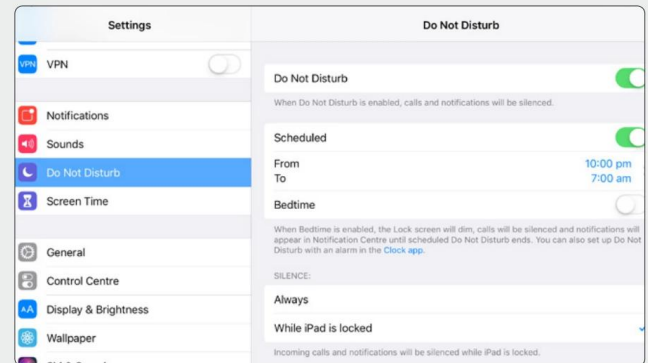 Settings
VPN
VPN
Notifications
Sounds
Do Not Disturb
Screen Time
General
Control Centre
AA
Display & Brightness
Wallpaper
Do Not Disturb
Do Not Disturb
When Do Not Disturb is enabled, calls and notifications will be silenced.
Scheduled
From 10:00 pm
To 7:00 am
Bedtime
When Bedtime is enabled, the Lock screen will dim, calls will be silenced and notifications will
appear in Notification Centre until scheduled Do Not Disturb ends. You can also set up Do Not
Disturb with an alarm in the Clock app.
SILENCE:
Always
While iPad is locked
Incoming calls and notifications will be silenced while iPad is locked.